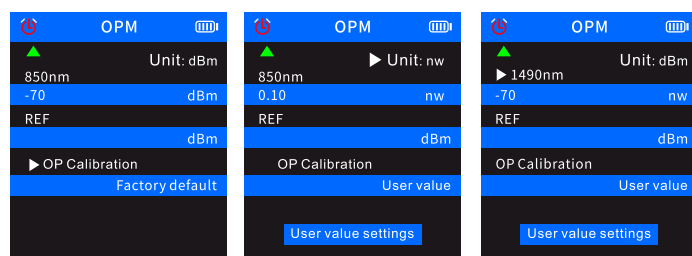 OPM
Unit: dBm
850nm
-70 dBm
REF
dBm
▶ OP Calibration
Factory default
OPM
▶ Unit: nw
850nm
0.10 nw
REF
dBm
OP Calibration
User value
User value settings
OPM
Unit: dBm
▶ 1490nm
-70 nw
REF
dBm
OP Calibration
User value
User value settings